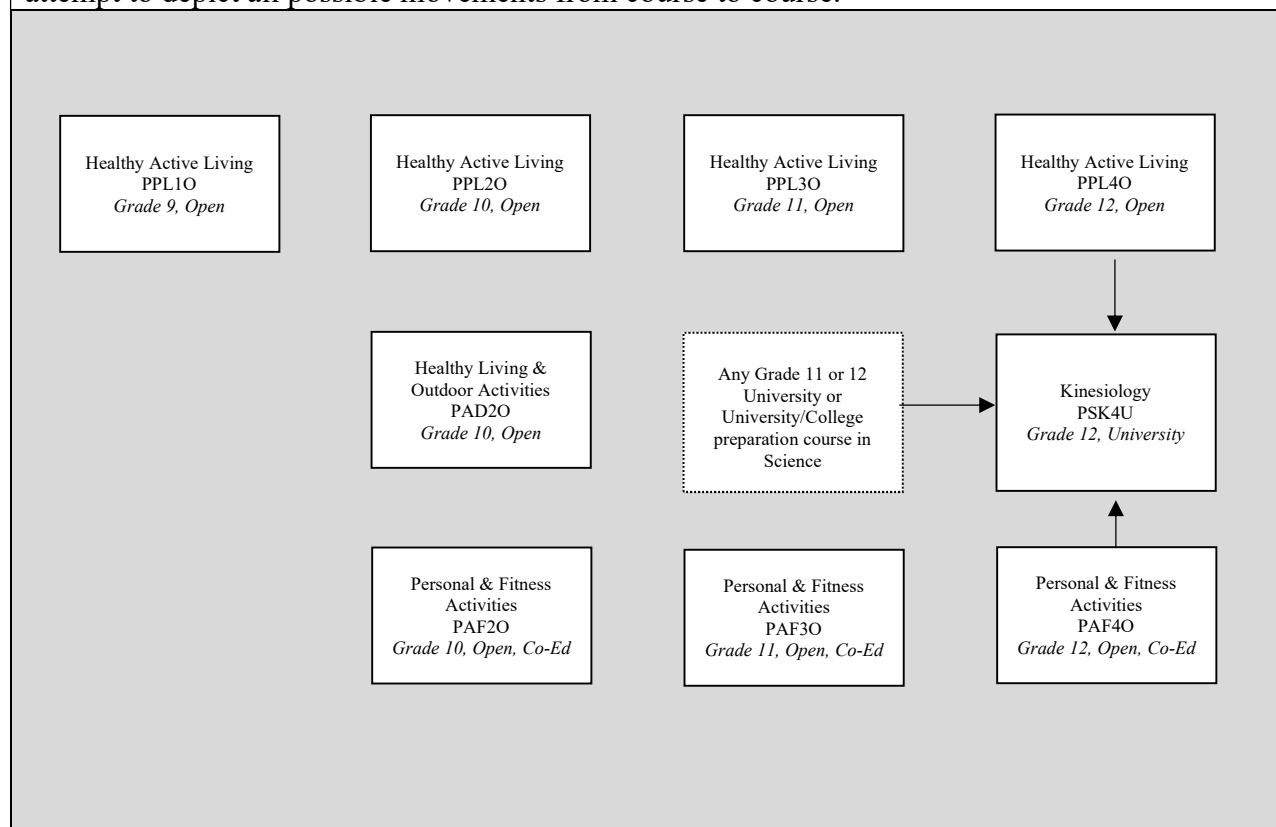 attempt to depict all possible movements from course to course.
Healthy Active Living
PPL1O
Grade 9, Open
Healthy Active Living
PPL2O
Grade 10, Open
Healthy Active Living
PPL3O
Grade 11, Open
Healthy Active Living
PPL4O
Grade 12, Open
Healthy Living &
Outdoor Activities
PAD2O
Grade 10, Open
Any Grade 11 or 12
University or
University/College
preparation course in
Science
Kinesiology
PSK4U
Grade 12, University
Personal & Fitness
Activities
PAF2O
Grade 10, Open, Co-Ed
Personal & Fitness
Activities
PAF3O
Grade 11, Open, Co-Ed
Personal & Fitness
Activities
PAF4O
Grade 12, Open, Co-Ed